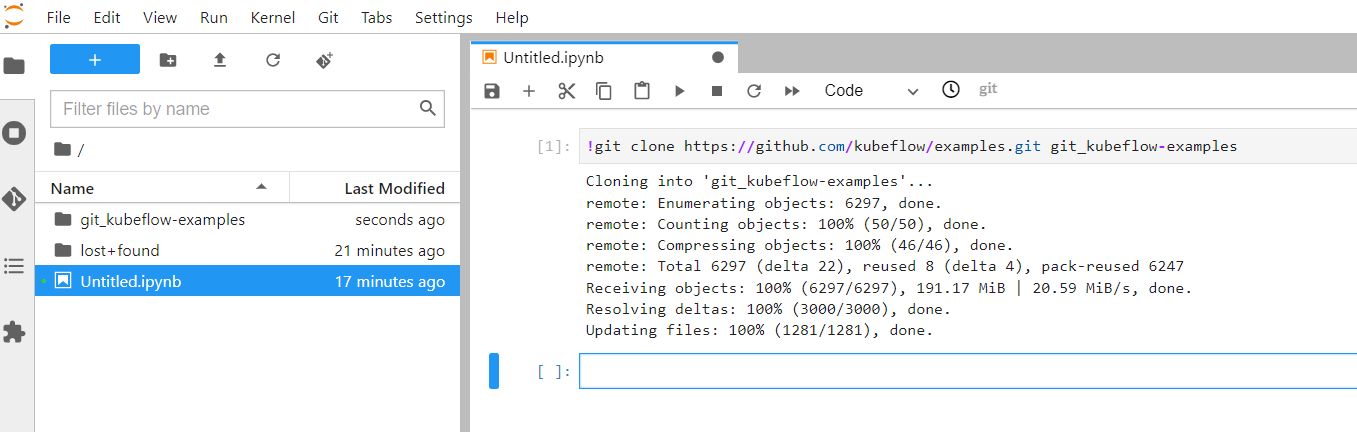 File Edit View Run Kernel Git Tabs Settings Help
+
Filter files by name
/
Name Last Modified
git_kubeflow-examples seconds ago
lost+found 21 minutes ago
Untitled.ipynb 17 minutes ago
Untitled.ipynb
Code git
[1]: !git clone https://github.com/kubeflow/examples.git git_kubeflow-examples
Cloning into 'git_kubeflow-examples'...
remote: Enumerating objects: 6297, done.
remote: Counting objects: 100% (50/50), done.
remote: Compressing objects: 100% (46/46), done.
remote: Total 6297 (delta 22), reused 8 (delta 4), pack-reused 6247
Receiving objects: 100% (6297/6297), 191.17 MiB | 20.59 MiB/s, done.
Resolving deltas: 100% (3000/3000), done.
Updating files: 100% (1281/1281), done.
[ ]: